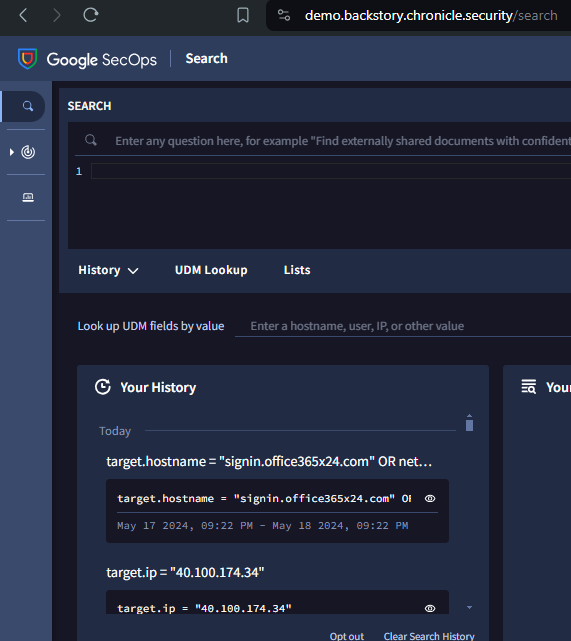 demo.backstory.chronicle.security/search
Google SecOps | Search
SEARCH
Enter any question here, for example "Find externally shared documents with confident
1
History UDM Lookup Lists
Look up UDM fields by value Enter a hostname, user, IP, or other value
Your History
You
Today
target.hostname = "signin.office365x24.com" OR net...
target.hostname = "signin.office365x24.com" OR
May 17 2024, 09:22 PM - May 18 2024, 09:22 PM
target.ip = "40.100.174.34"
target.ip = "40.100.174.34"
Opt out Clear Search History